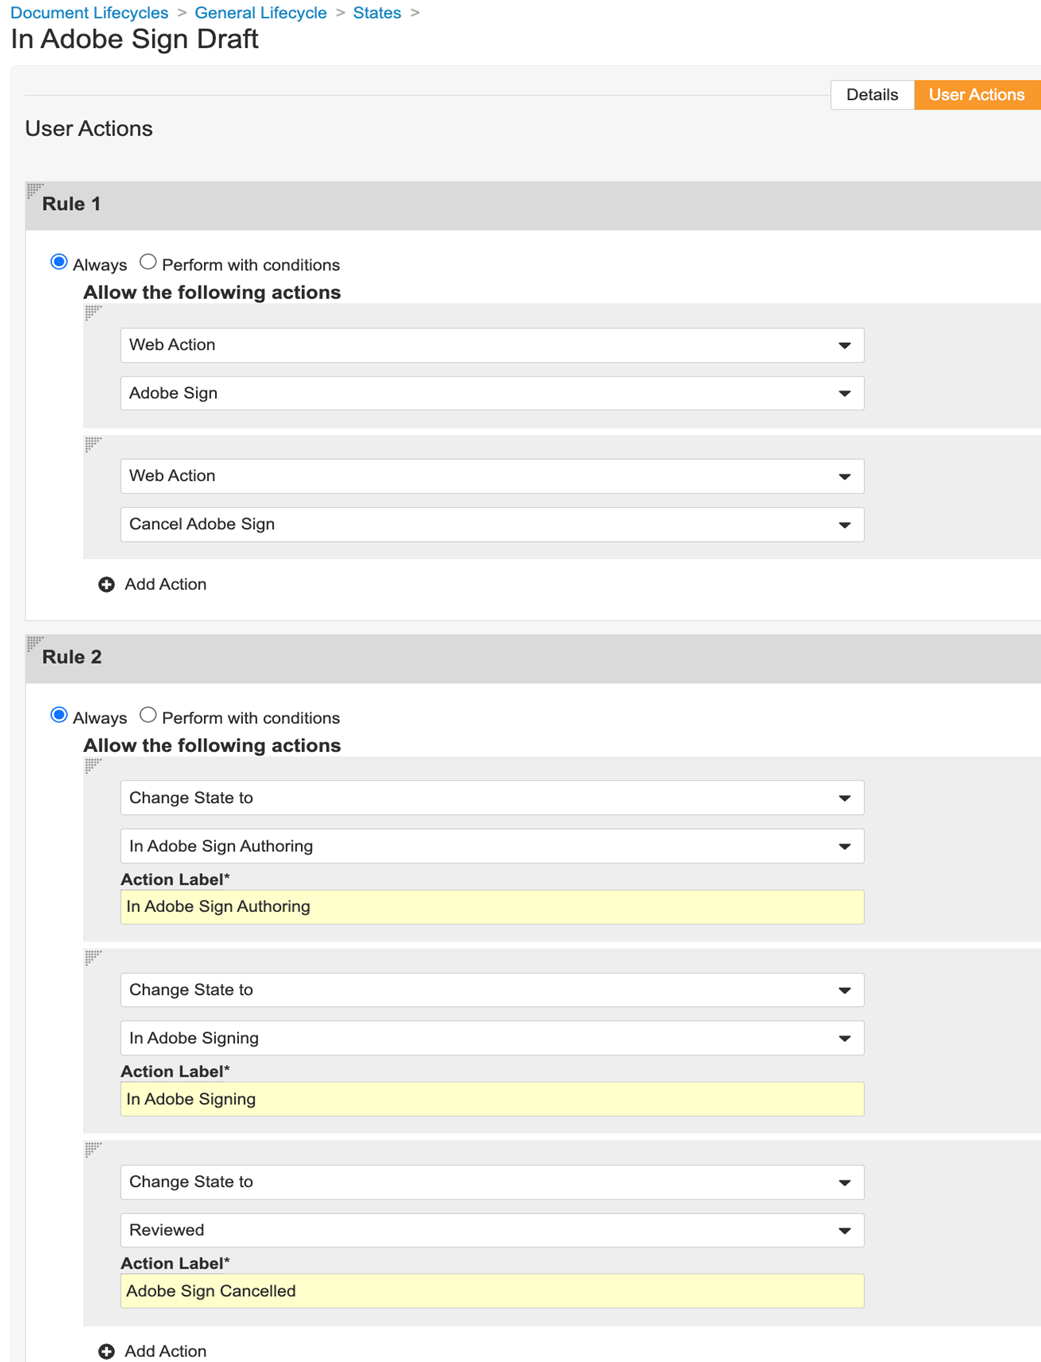 Document Lifecycles > General Lifecycle > States >
In Adobe Sign Draft
Details User Actions
User Actions
Rule 1
Always Perform with conditions
Allow the following actions
Web Action
Adobe Sign
Web Action
Cancel Adobe Sign
Add Action
Rule 2
Always Perform with conditions
Allow the following actions
Change State to
In Adobe Sign Authoring
Action Label*
In Adobe Sign Authoring
Change State to
In Adobe Signing
Action Label*
In Adobe Signing
Change State to
Reviewed
Action Label*
Adobe Sign Cancelled
Add Action